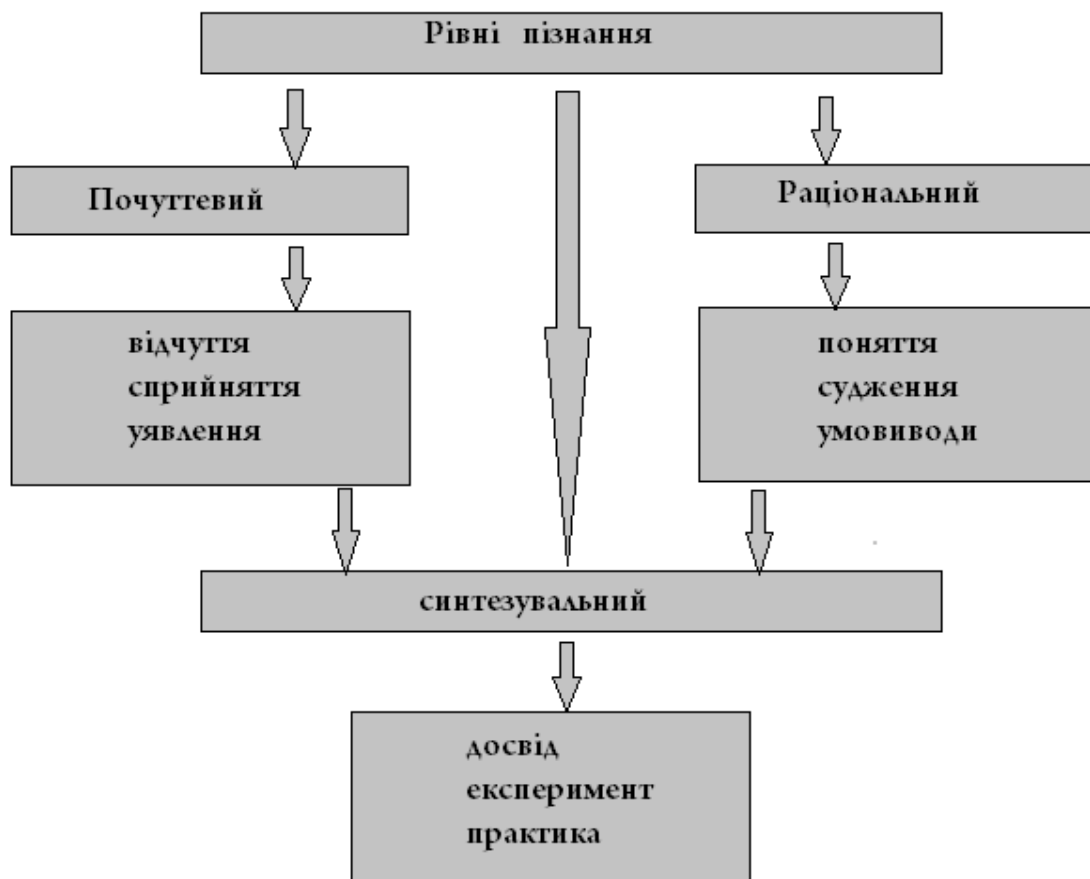 Рівні пізнання
Почуттевий
Раціональний
відчуття
сприйняття
уявлення
поняття
судження
умовиводи
синтезувальний
досвід
експеримент
практика